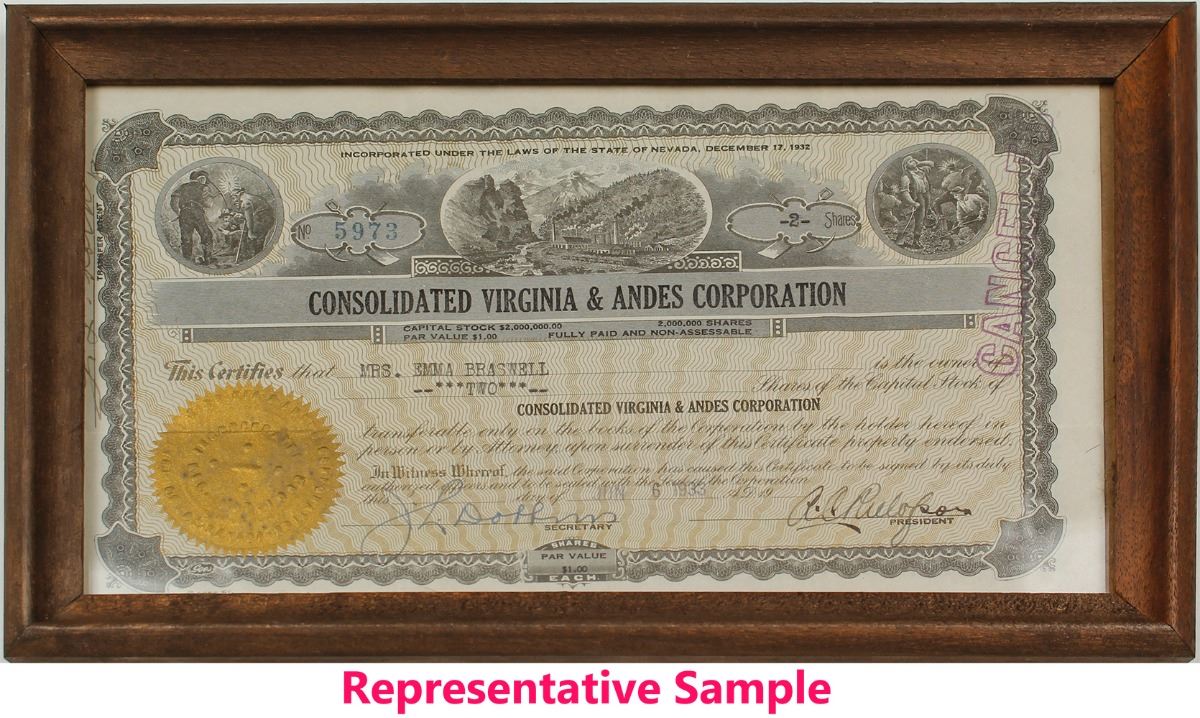 INCORPORATED UNDER THE LAWS OF THE STATE OF NEVADA, DECEMBER 17, 1932
No 5973
-2- Shares
CONSOLIDATED VIRGINIA & ANDES CORPORATION
CAPITAL STOCK $2,000,000.00 2,000,000 SHARES
PAR VALUE $1.00 FULLY PAID AND NON-ASSESSABLE
CANCEL
This Certifies that MRS. EMMA BRASWELL is the owner of
--***TWO***-- Shares of the Capital Stock of
CONSOLIDATED VIRGINIA & ANDES CORPORATION
transferable only on the books of the Corporation by the holder hereof in
person or by Attorney, upon surrender of this Certificate properly endorsed.
In Witness Whereof, the said Corporation has caused this Certificate to be signed by its duly
authorized officers and to be sealed with the Seal of the Corporation
this day of JUN 6 1935 A.D. 19
SECRETARY
PRESIDENT
SHARES
PAR VALUE
$1.00
EACH
Representative Sample